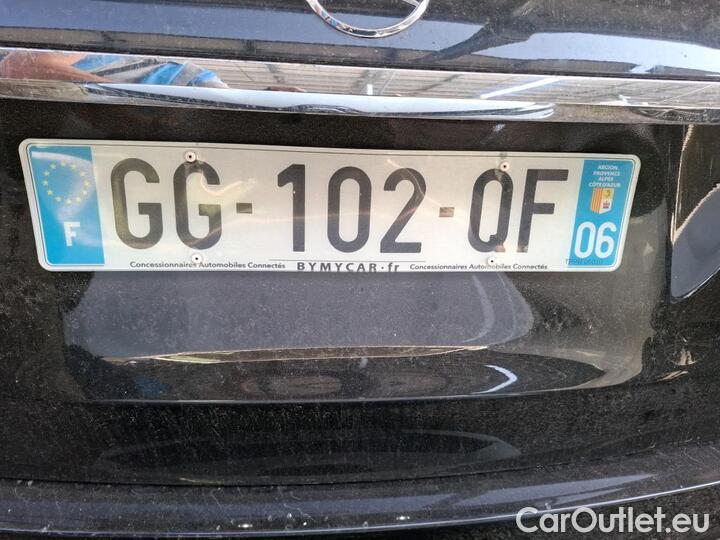 GG-102-QF
F
REGION
PROVENCE
ALPES
CÔTE D'AZUR
06
Concessionnaires Automobiles Connectés BYMYCAR.fr Concessionnaires Automobiles Connectés
CarOutlet.eu